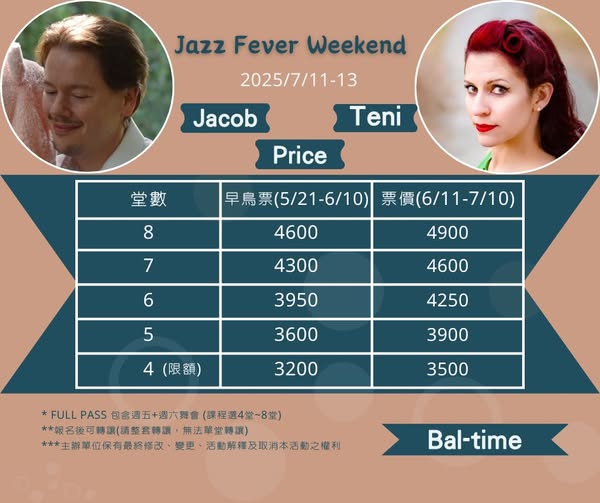 Jazz Fever Weekend
2025/7/11-13
Jacob
Teni
Price
堂數 早鳥票(5/21-6/10) 票價(6/11-7/10)
8 4600 4900
7 4300 4600
6 3950 4250
5 3600 3900
4 (限額) 3200 3500
* FULL PASS 包含週五+週六舞會 (課程選4堂~8堂)
**報名後可轉讓(請整套轉讓，無法單堂轉讓)
***主辦單位保有最終修改、變更、活動解釋及取消本活動之權利
Bal-time